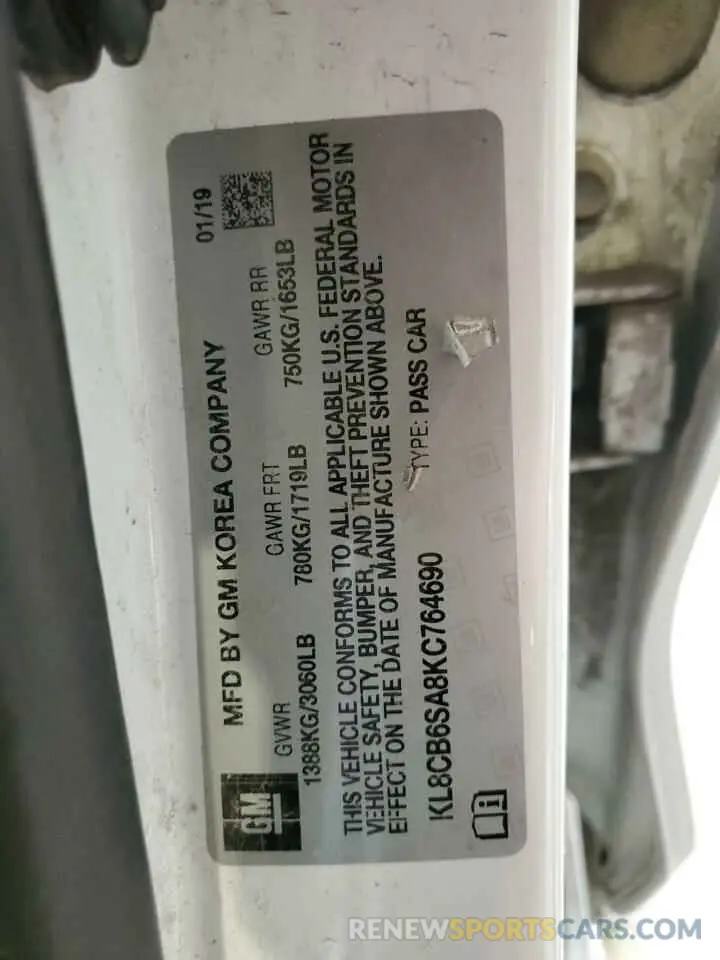 MFD BY GM KOREA COMPANY 01/19
GM
GVWR GAWR FRT GAWR RR
1388KG/3060LB 780KG/1719LB 750KG/1653LB
THIS VEHICLE CONFORMS TO ALL APPLICABLE U.S. FEDERAL MOTOR
VEHICLE SAFETY, BUMPER, AND THEFT PREVENTION STANDARDS IN
EFFECT ON THE DATE OF MANUFACTURE SHOWN ABOVE.
KL8CB6SA8KC764690 TYPE: PASS CAR
RENEWSPORTSCARS.COM